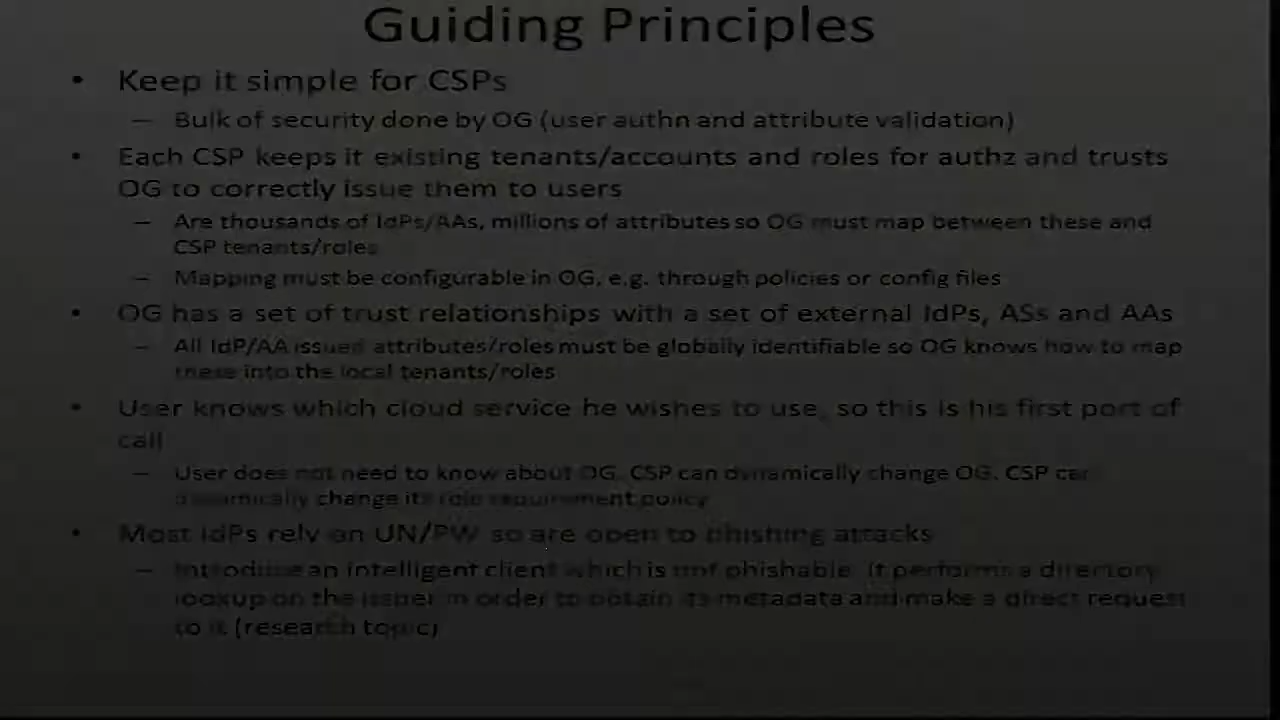 Guiding Principles
• Keep it simple for CSPs
– Bulk of security done by OG (user authn and attribute validation)
• Each CSP keeps it existing tenants/accounts and roles for authz and trusts
OG to correctly issue them to users
– Are thousands of IdPs/AAs, millions of attributes so OG must map between these and
CSP tenants/roles
– Mapping must be configurable in OG, e.g. through policies or config files
• OG has a set of trust relationships with a set of external IdPs, ASs and AAs
– All IdP/AA issued attributes/roles must be globally identifiable so OG knows how to map
these into the local tenants/roles
• User knows which cloud service he wishes to use, so this is his first port of
call
– User does not need to know about OG. CSP can dynamically change OG. CSP can
dynamically change its role requirement policy
• Most IdPs rely on UN/PW so are open to phishing attacks
– Introduce an intelligent client which is not phishable. It performs a directory
lookup on the issuer in order to obtain its metadata and make a direct request
to it (research topic)